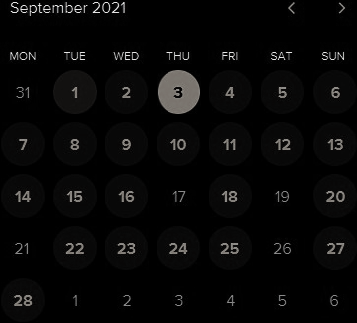 September 2021
MON TUE WED THU FRI SAT SUN
31 1 2 3 4 5 6
7 8 9 10 11 12 13
14 15 16 17 18 19 20
21 22 23 24 25 26 27
28 1 2 3 4 5 6